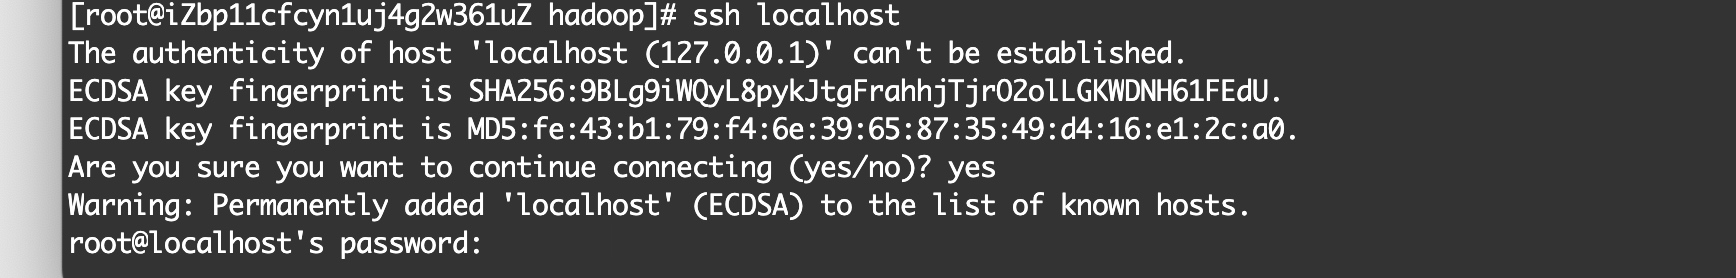 [root@iZbp11cfcyn1uj4g2w361uZ hadoop]# ssh localhost
The authenticity of host 'localhost (127.0.0.1)' can't be established.
ECDSA key fingerprint is SHA256:9BLg9iWQyL8pykJtgFrahhjTjrO2olLGKWDNH61FEdU.
ECDSA key fingerprint is MD5:fe:43:b1:79:f4:6e:39:65:87:35:49:d4:16:e1:2c:a0.
Are you sure you want to continue connecting (yes/no)? yes
Warning: Permanently added 'localhost' (ECDSA) to the list of known hosts.
root@localhost's password: